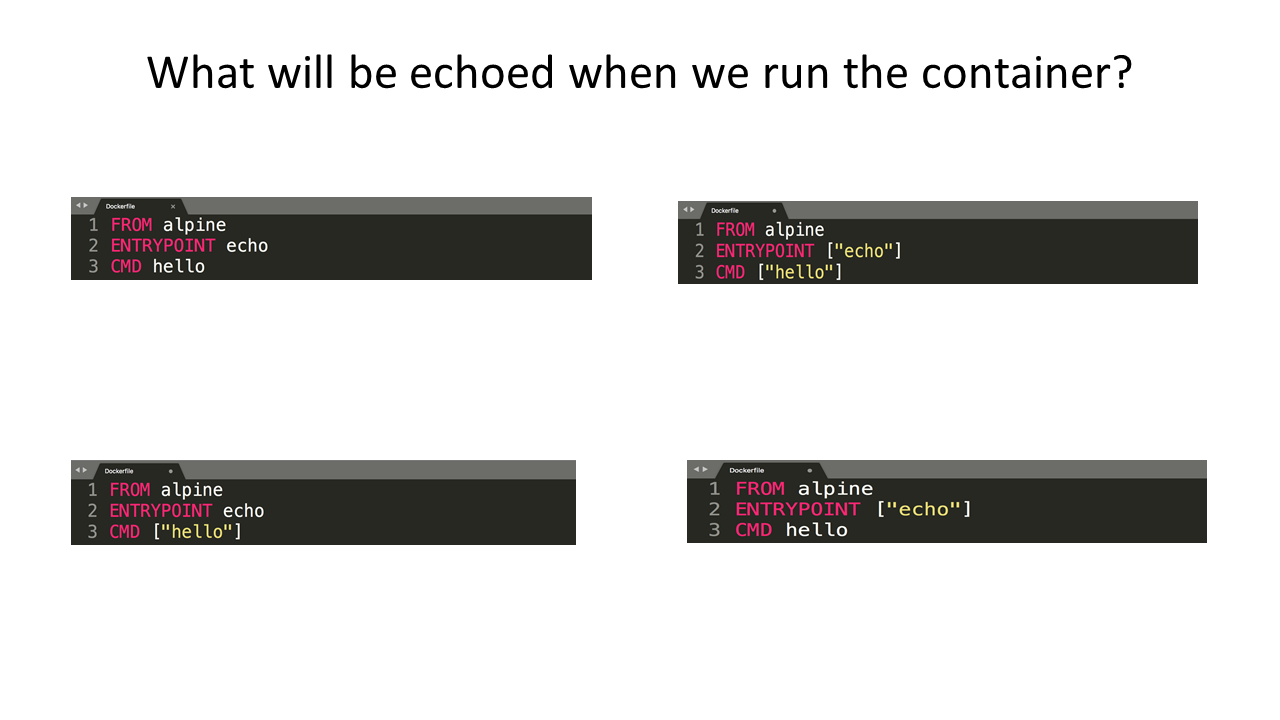 What will be echoed when we run the container?
Dockerfile
1 FROM alpine
2 ENTRYPOINT echo
3 CMD hello
Dockerfile
1 FROM alpine
2 ENTRYPOINT ["echo"]
3 CMD ["hello"]
Dockerfile
1 FROM alpine
2 ENTRYPOINT echo
3 CMD ["hello"]
Dockerfile
1 FROM alpine
2 ENTRYPOINT ["echo"]
3 CMD hello